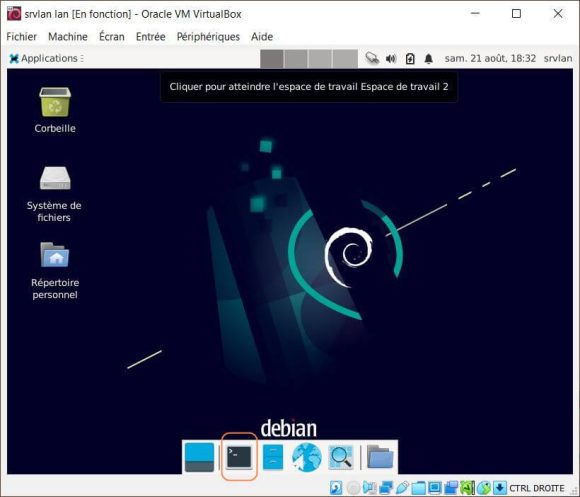 srvlan lan [En fonction] - Oracle VM VirtualBox
Fichier Machine Écran Entrée Périphériques Aide
Applications sam. 21 août, 18:32 srvlan
Cliquer pour atteindre l'espace de travail Espace de travail 2
Corbeille
Système de
fichiers
Répertoire
personnel
debian
CTRL DROITE